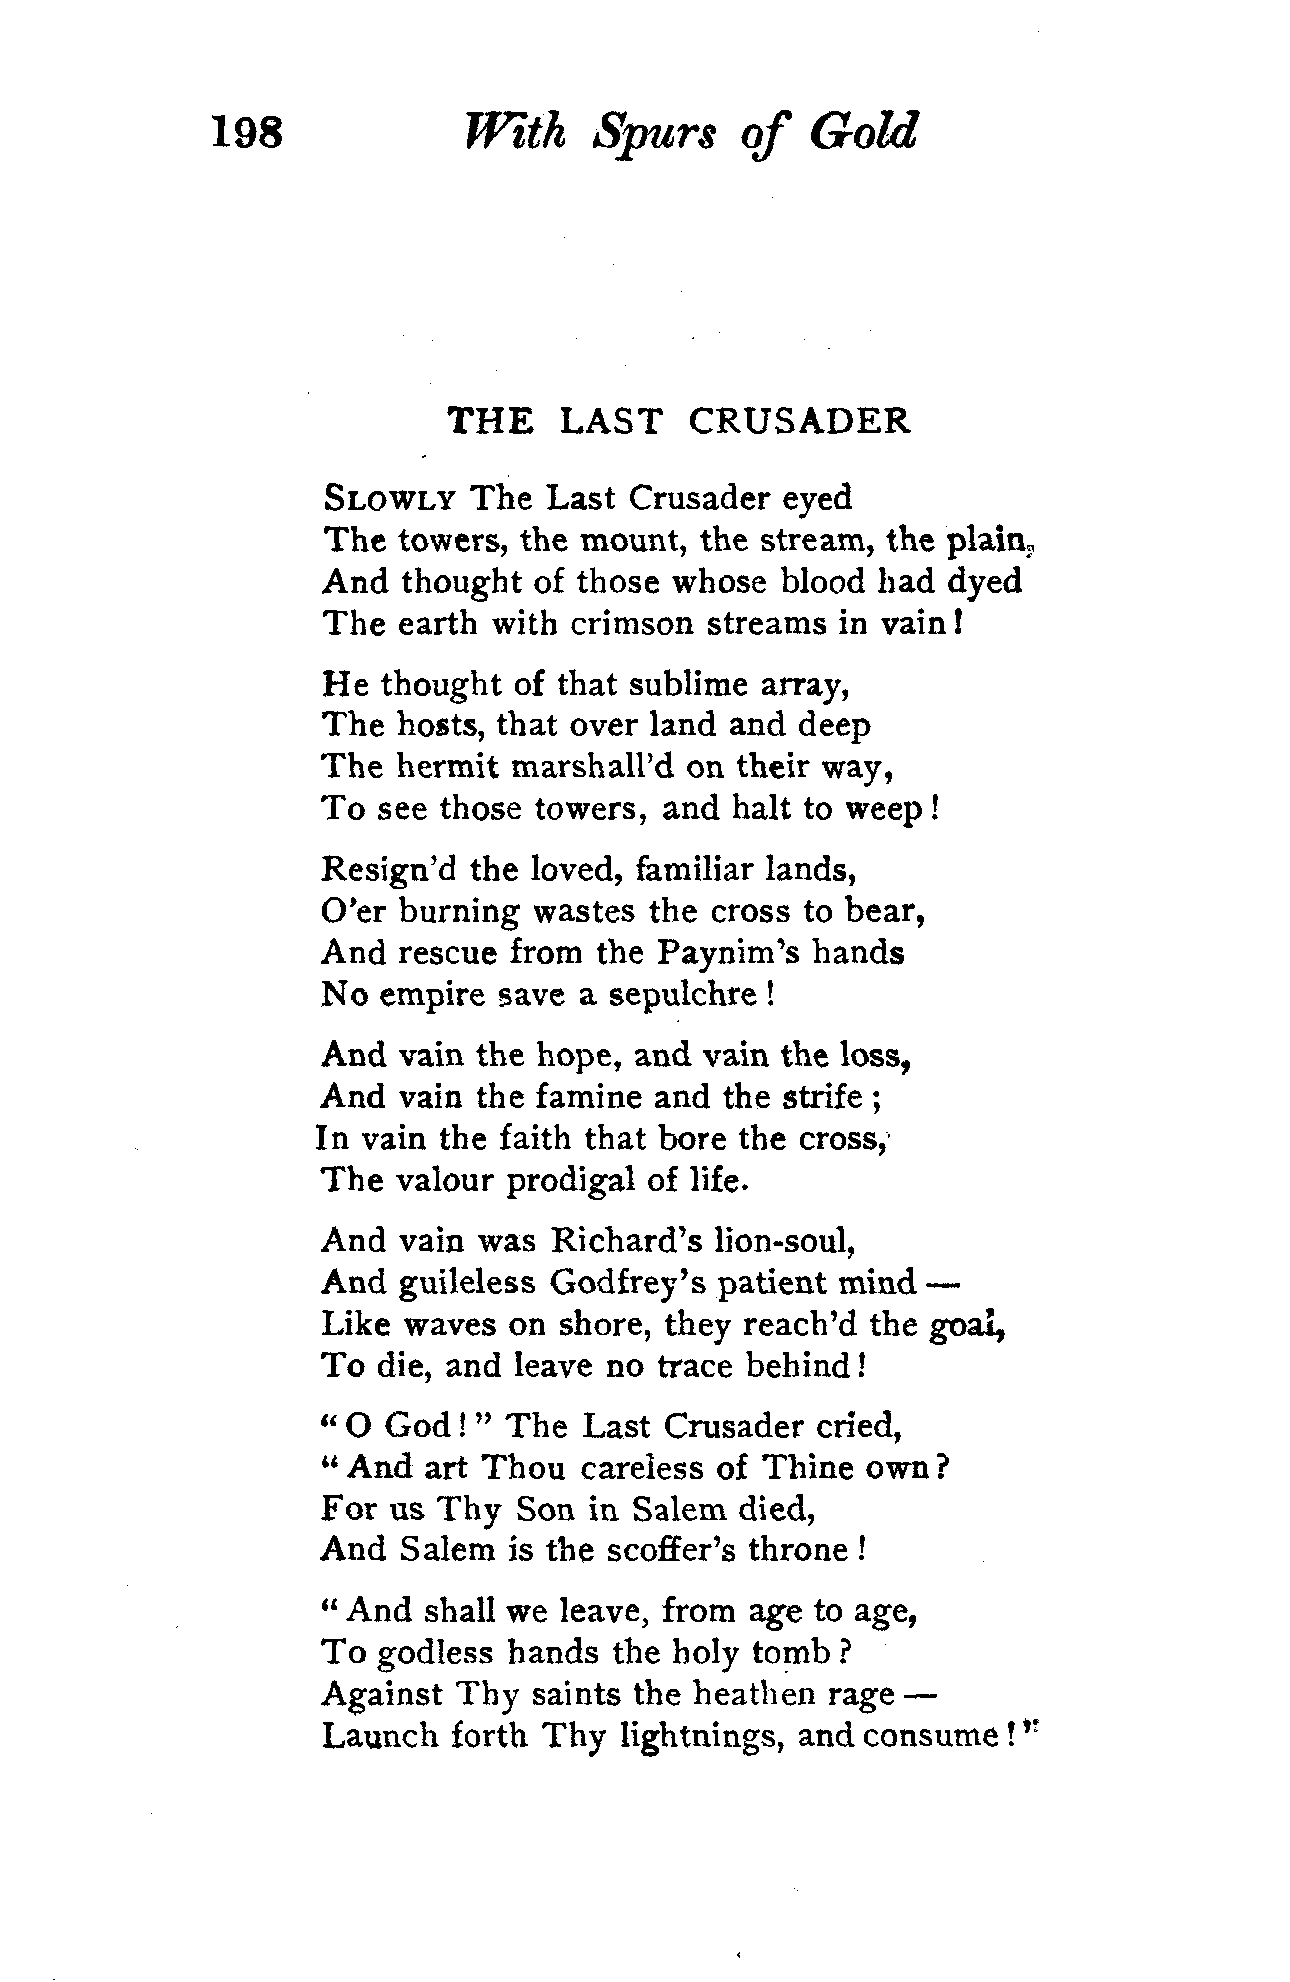 198 With Spurs of Gold
THE LAST CRUSADER
SLOWLY The Last Crusader eyed
The towers, the mount, the stream, the plain,
And thought of those whose blood had dyed
The earth with crimson streams in vain!
He thought of that sublime array,
The hosts, that over land and deep
The hermit marshall'd on their way,
To see those towers, and halt to weep!
Resign'd the loved, familiar lands,
O'er burning wastes the cross to bear,
And rescue from the Paynim's hands
No empire save a sepulchre!
And vain the hope, and vain the loss,
And vain the famine and the strife;
In vain the faith that bore the cross,
The valour prodigal of life.
And vain was Richard's lion-soul,
And guileless Godfrey's patient mind —
Like waves on shore, they reach'd the goal,
To die, and leave no trace behind!
"O God!" The Last Crusader cried,
"And art Thou careless of Thine own?
For us Thy Son in Salem died,
And Salem is the scoffer's throne!
"And shall we leave, from age to age,
To godless hands the holy tomb?
Against Thy saints the heathen rage —
Launch forth Thy lightnings, and consume!"